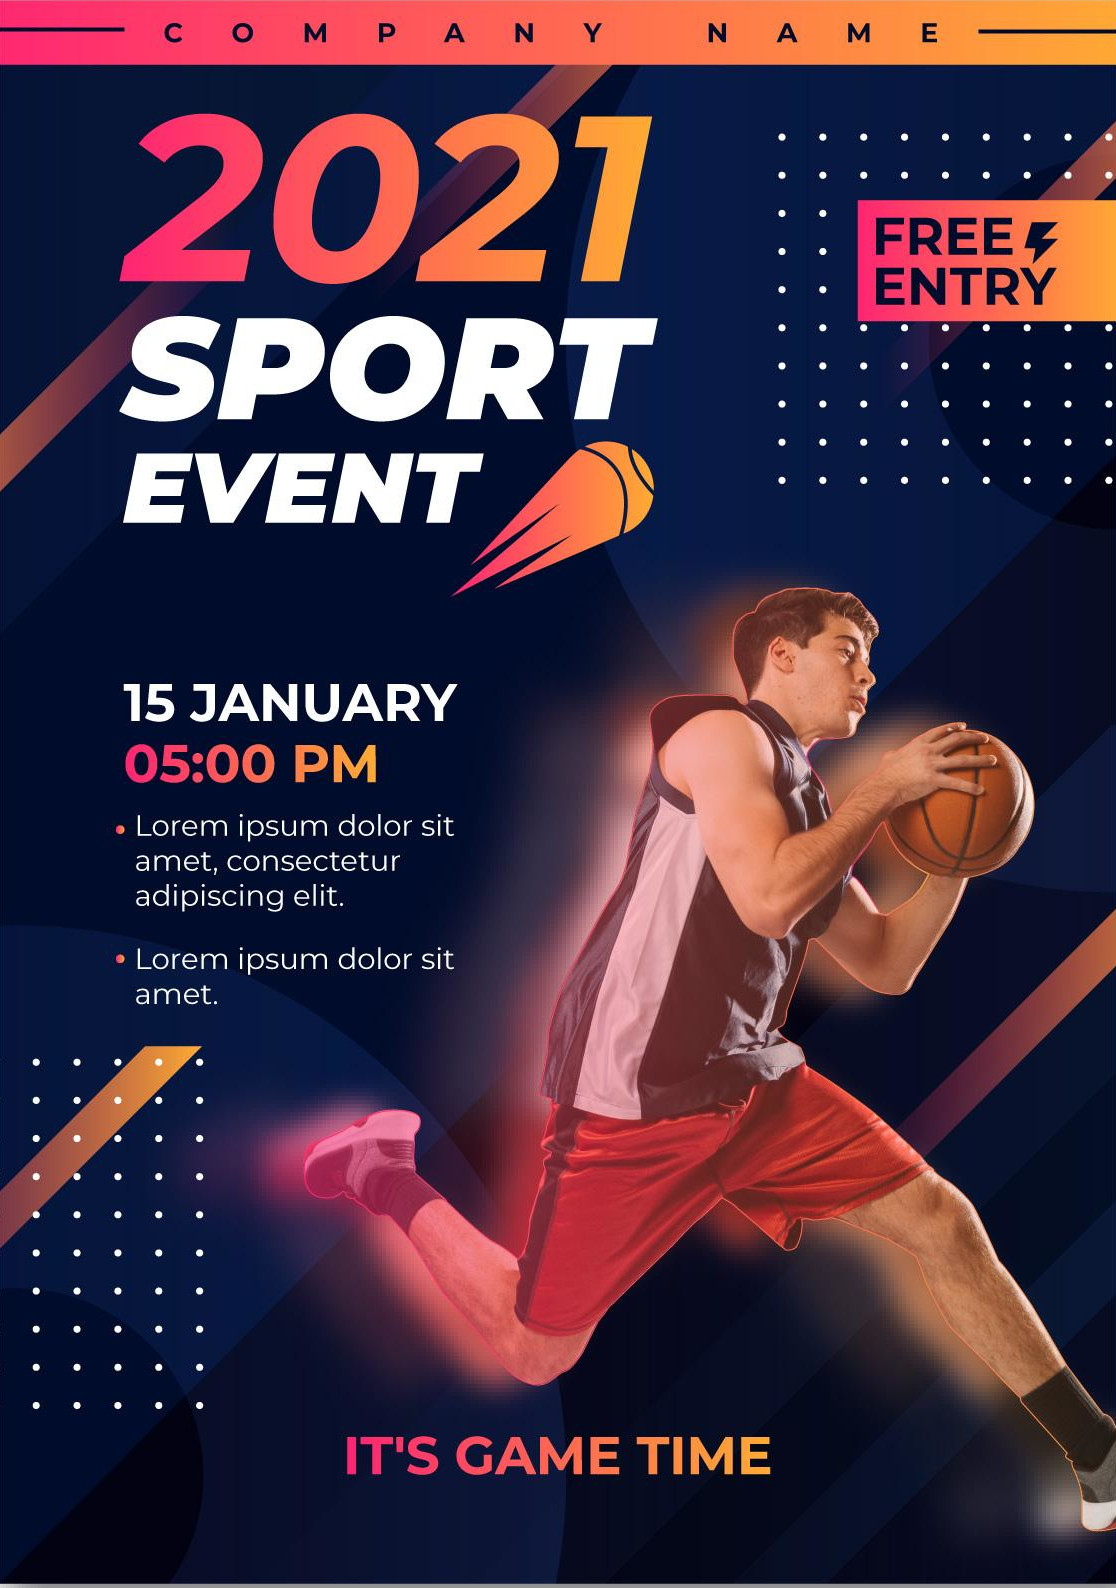 COMPANY NAME
2021
SPORT
EVENT
FREE
ENTRY
15 JANUARY
05:00 PM
• Lorem ipsum dolor sit
amet, consectetur
adipiscing elit.
• Lorem ipsum dolor sit
amet.
IT'S GAME TIME